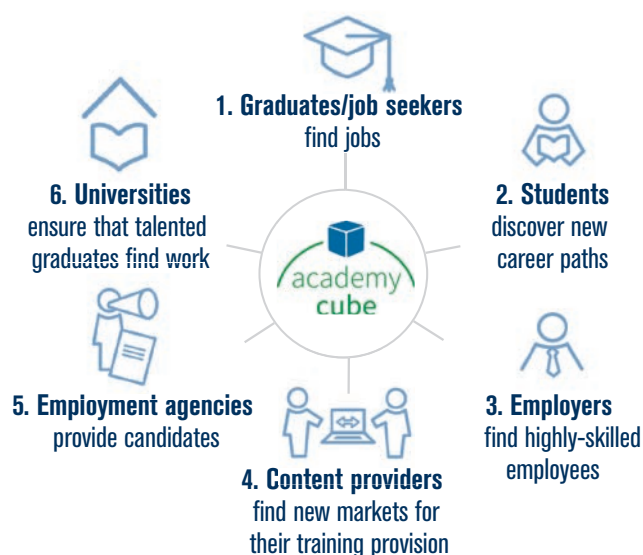 1. Graduates/job seekers
find jobs
2. Students
discover new
career paths
3. Employers
find highly-skilled
employees
4. Content providers
find new markets for
their training provision
5. Employment agencies
provide candidates
6. Universities
ensure that talented
graduates find work
academy
cube